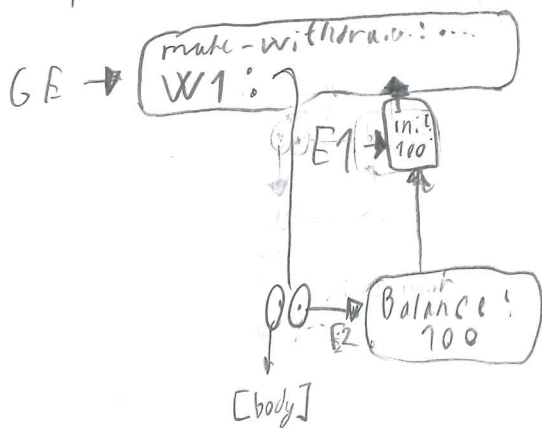 make-withdraw: ....
GE W1:
E1 init: 100
Balance: 100
E2
[body]